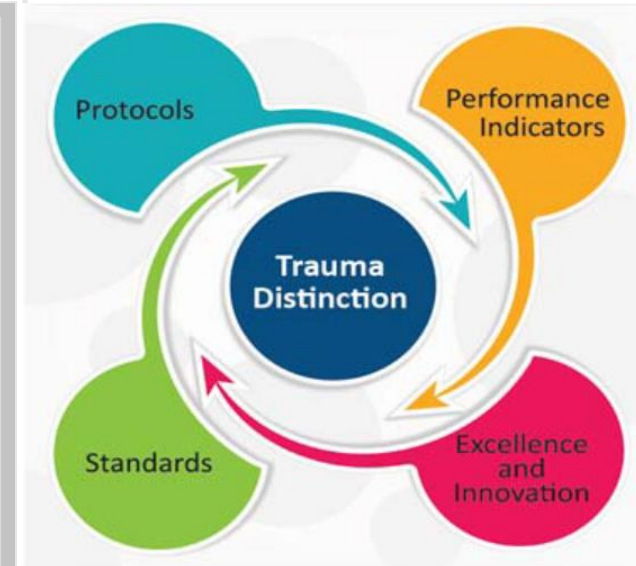 Protocols
Performance
Indicators
Trauma
Distinction
Standards
Excellence
and
Innovation